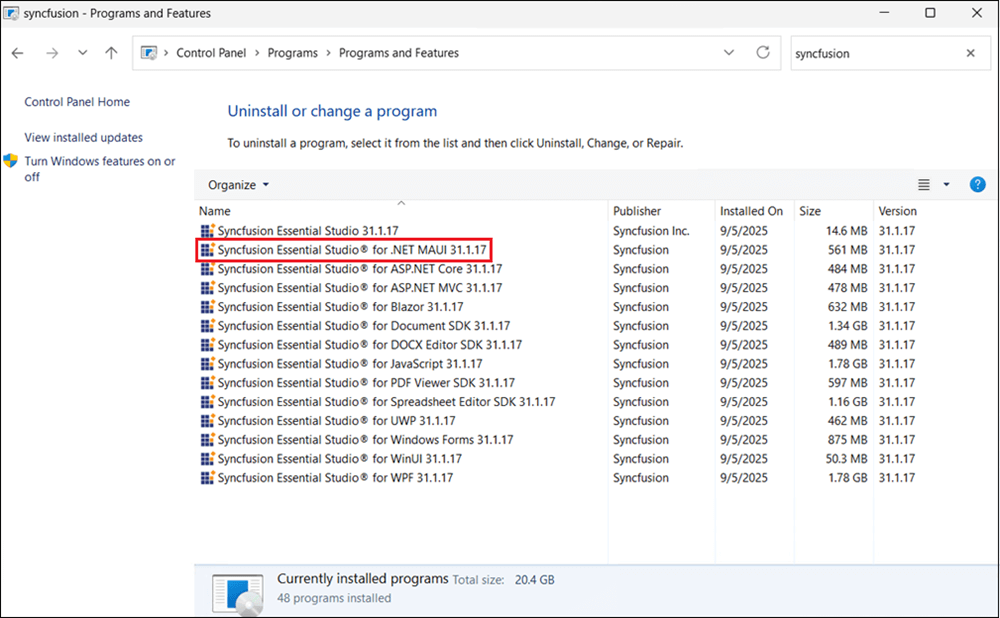 syncfusion - Programs and Features
Control Panel > Programs > Programs and Features
syncfusion
Control Panel Home
View installed updates
Turn Windows features on or
off
Uninstall or change a program
To uninstall a program, select it from the list and then click Uninstall, Change, or Repair.
Organize
Name Publisher Installed On Size Version
Syncfusion Essential Studio 31.1.17 Syncfusion Inc. 9/5/2025 14.6 MB 31.1.17
Syncfusion Essential Studio® for .NET MAUI 31.1.17 Syncfusion 9/5/2025 561 MB 31.1.17
Syncfusion Essential Studio® for ASP.NET Core 31.1.17 Syncfusion 9/5/2025 484 MB 31.1.17
Syncfusion Essential Studio® for ASP.NET MVC 31.1.17 Syncfusion 9/5/2025 478 MB 31.1.17
Syncfusion Essential Studio® for Blazor 31.1.17 Syncfusion 9/5/2025 632 MB 31.1.17
Syncfusion Essential Studio® for Document SDK 31.1.17 Syncfusion 9/5/2025 1.34 GB 31.1.17
Syncfusion Essential Studio® for DOCX Editor SDK 31.1.17 Syncfusion 9/5/2025 489 MB 31.1.17
Syncfusion Essential Studio® for JavaScript 31.1.17 Syncfusion 9/5/2025 1.78 GB 31.1.17
Syncfusion Essential Studio® for PDF Viewer SDK 31.1.17 Syncfusion 9/5/2025 597 MB 31.1.17
Syncfusion Essential Studio® for Spreadsheet Editor SDK 31.1.17 Syncfusion 9/5/2025 1.16 GB 31.1.17
Syncfusion Essential Studio® for UWP 31.1.17 Syncfusion 9/5/2025 462 MB 31.1.17
Syncfusion Essential Studio® for Windows Forms 31.1.17 Syncfusion 9/5/2025 875 MB 31.1.17
Syncfusion Essential Studio® for WinUI 31.1.17 Syncfusion 9/5/2025 50.3 MB 31.1.17
Syncfusion Essential Studio® for WPF 31.1.17 Syncfusion 9/5/2025 1.78 GB 31.1.17
Currently installed programs Total size: 20.4 GB
48 programs installed